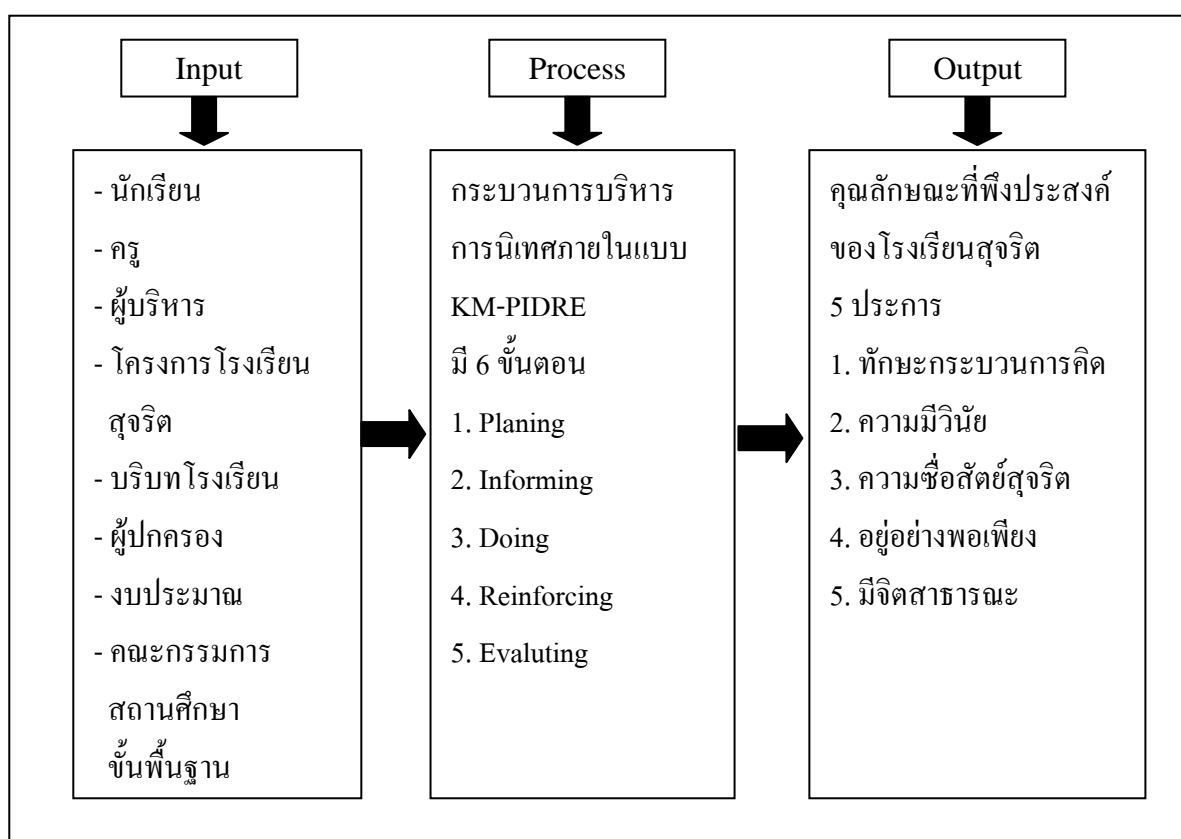 Input
- นักเรียน
- ครู
- ผู้บริหาร
- โครงการโรงเรียน
สุจริต
- บริบทโรงเรียน
- ผู้ปกครอง
- งบประมาณ
- คณะกรรมการ
สถานศึกษา
ขั้นพื้นฐาน
Process
กระบวนการบริหาร
การนิเทศภายในแบบ
KM-PIDRE
มี 6 ขั้นตอน
1. Planing
2. Informing
3. Doing
4. Reinforcing
5. Evaluting
Output
คุณลักษณะที่พึงประสงค์
ของโรงเรียนสุจริต
5 ประการ
1. ทักษะกระบวนการคิด
2. ความมีวินัย
3. ความซื่อสัตย์สุจริต
4. อยู่อย่างพอเพียง
5. มีจิตสาธารณะ